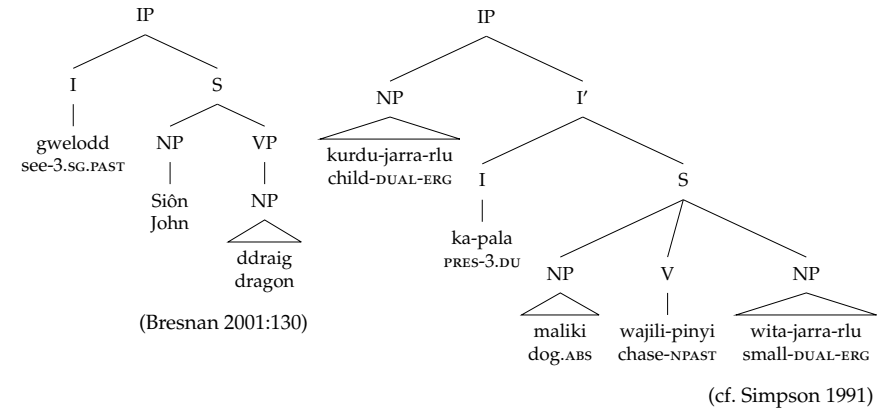 IP
I
S
gwelodd
see-3.SG.PAST
NP
VP
Siôn
John
NP
ddraig
dragon
(Bresnan 2001:130)
IP
NP
I′
kurdu-jarra-rlu
child-DUAL-ERG
I
S
ka-pala
PRES-3.DU
NP
V
NP
maliki
dog.ABS
wajili-pinyi
chase-NPAST
wita-jarra-rlu
small-DUAL-ERG
(cf. Simpson 1991)